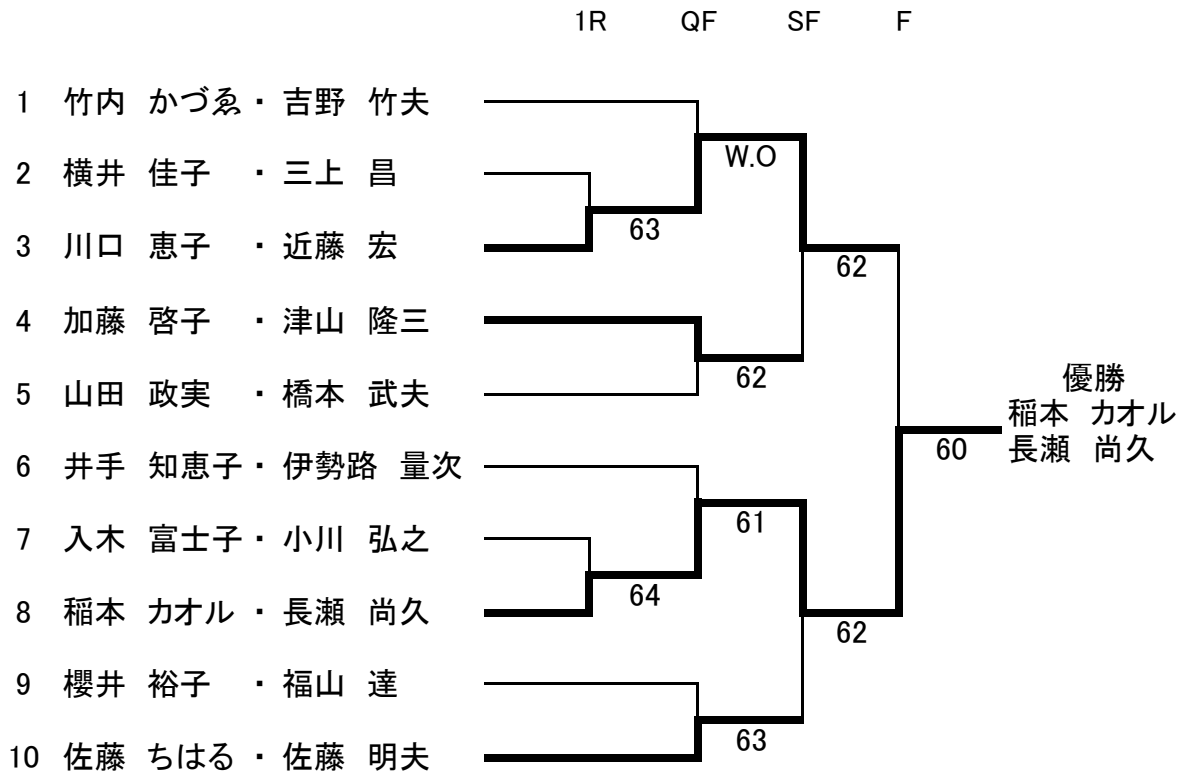 1R QF SF F
1 竹内 かづゑ ・ 吉野 竹夫
W.O
2 横井 佳子 ・ 三上 昌
63
3 川口 恵子 ・ 近藤 宏
62
4 加藤 啓子 ・ 津山 隆三
62
5 山田 政実 ・ 橋本 武夫
優勝
稲本 カオル
60 長瀬 尚久
6 井手 知恵子 ・ 伊勢路 量次
61
7 入木 富士子 ・ 小川 弘之
64
8 稲本 カオル ・ 長瀬 尚久
62
9 櫻井 裕子 ・ 福山 達
63
10 佐藤 ちはる ・ 佐藤 明夫